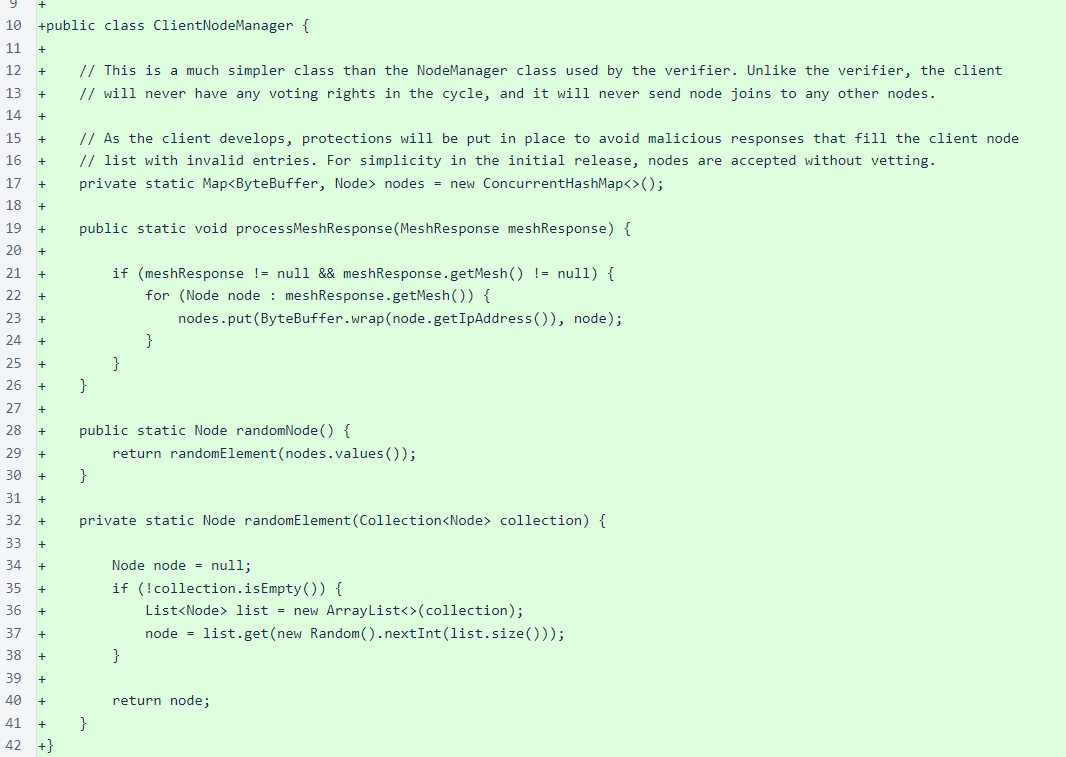 9 +
10 +public class ClientNodeManager {
11 +
12 +    // This is a much simpler class than the NodeManager class used by the verifier. Unlike the verifier, the client
13 +    // will never have any voting rights in the cycle, and it will never send node joins to any other nodes.
14 +
15 +    // As the client develops, protections will be put in place to avoid malicious responses that fill the client node
16 +    // list with invalid entries. For simplicity in the initial release, nodes are accepted without vetting.
17 +    private static Map<ByteBuffer, Node> nodes = new ConcurrentHashMap<>();
18 +
19 +    public static void processMeshResponse(MeshResponse meshResponse) {
20 +
21 +        if (meshResponse != null && meshResponse.getMesh() != null) {
22 +            for (Node node : meshResponse.getMesh()) {
23 +                nodes.put(ByteBuffer.wrap(node.getIpAddress()), node);
24 +            }
25 +        }
26 +    }
27 +
28 +    public static Node randomNode() {
29 +        return randomElement(nodes.values());
30 +    }
31 +
32 +    private static Node randomElement(Collection<Node> collection) {
33 +
34 +        Node node = null;
35 +        if (!collection.isEmpty()) {
36 +            List<Node> list = new ArrayList<>(collection);
37 +            node = list.get(new Random().nextInt(list.size()));
38 +        }
39 +
40 +        return node;
41 +    }
42 +}